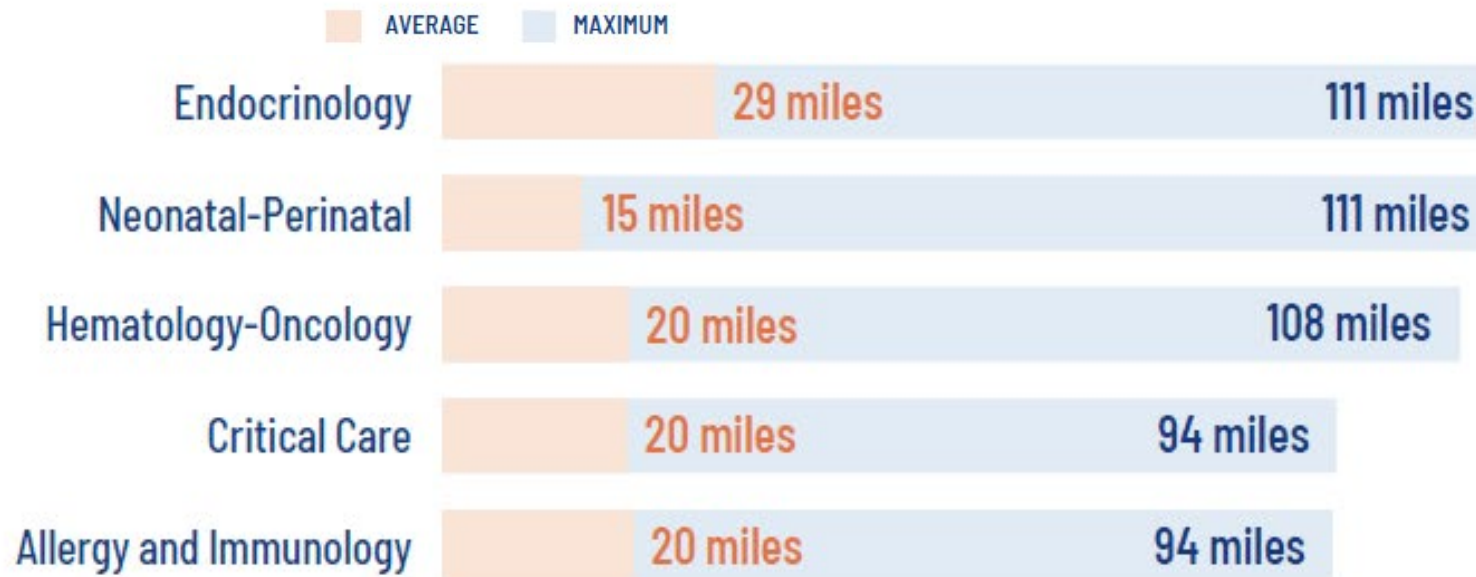 AVERAGE MAXIMUM
Endocrinology 29 miles 111 miles
Neonatal-Perinatal 15 miles 111 miles
Hematology-Oncology 20 miles 108 miles
Critical Care 20 miles 94 miles
Allergy and Immunology 20 miles 94 miles